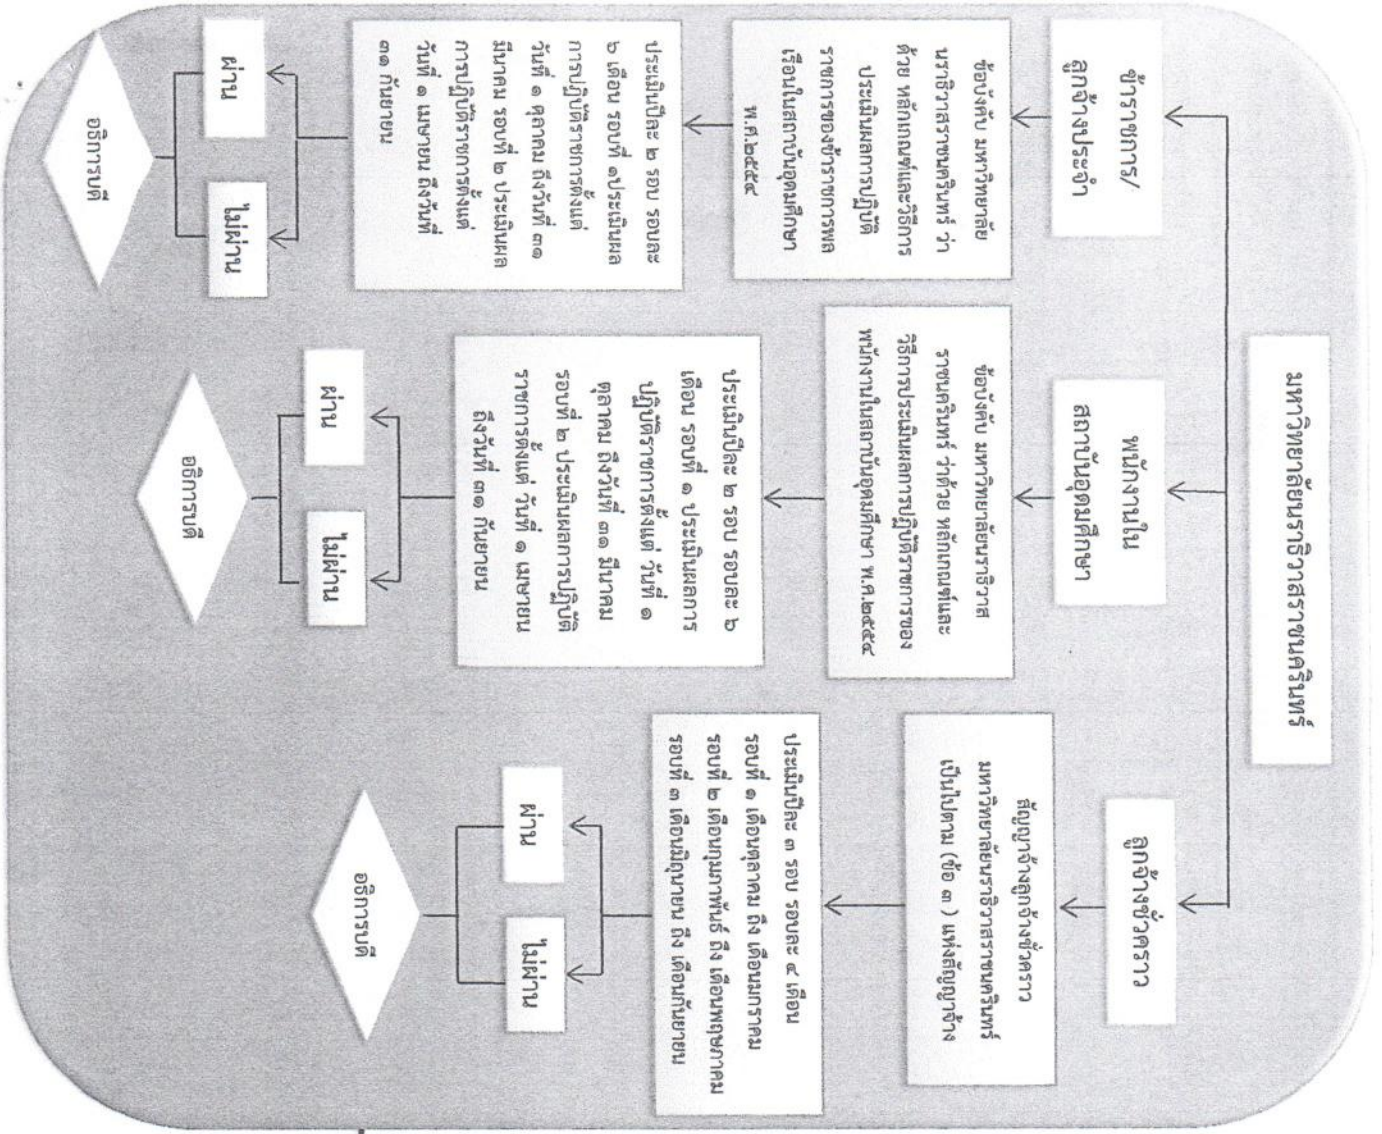 มหาวิทยาลัยนราธิวาสราชนครินทร์
ข้าราชการ/
ลูกจ้างประจำ
ข้อบังคับ มหาวิทยาลัย
นราธิวาสราชนครินทร์ ว่า
ด้วย หลักเกณฑ์และวิธีการ
ประเมินผลการปฏิบัติ
ราชการของข้าราชการพล
เรือนในสถาบันอุดมศึกษา
พ.ศ.๒๕๕๔
ประเมินปีละ ๒ รอบ รอบละ
๖ เดือน รอบที่ ๑ประเมินผล
การปฏิบัติราชการตั้งแต่
วันที่ ๑ ตุลาคม ถึงวันที่ ๓๑
มีนาคม รอบที่ ๒ ประเมินผล
การปฏิบัติราชการตั้งแต่
วันที่ ๑ เมษายน ถึงวันที่
๓๑ กันยายน
ผ่าน
ไม่ผ่าน
อธิการบดี
พนักงานใน
สถาบันอุดมศึกษา
ข้อบังคับ มหาวิทยาลัยนราธิวาส
ราชนครินทร์ ว่าด้วย หลักเกณฑ์และ
วิธีการประเมินผลการปฏิบัติราชการของ
พนักงานในสถาบันอุดมศึกษา พ.ศ.๒๕๕๔
ประเมินปีละ ๒ รอบ รอบละ ๖
เดือน รอบที่ ๑ ประเมินผลการ
ปฏิบัติราชการตั้งแต่ วันที่ ๑
ตุลาคม ถึงวันที่ ๓๑ มีนาคม
รอบที่ ๒ ประเมินผลการปฏิบัติ
ราชการตั้งแต่ วันที่ ๑ เมษายน
ถึงวันที่ ๓๑ กันยายน
ผ่าน
ไม่ผ่าน
อธิการบดี
ลูกจ้างชั่วคราว
สัญญาจ้างลูกจ้างชั่วคราว
มหาวิทยาลัยนราธิวาสราชนครินทร์
เป็นไปตาม (ข้อ ๓ ) แห่งสัญญาจ้าง
ประเมินปีละ ๓ รอบ รอบละ ๔ เดือน
รอบที่ ๑ เดือนตุลาคม ถึง เดือนมกราคม
รอบที่ ๒ เดือนกุมภาพันธ์ ถึง เดือนพฤษภาคม
รอบที่ ๓ เดือนมิถุนายน ถึง เดือนกันยายน
ผ่าน
ไม่ผ่าน
อธิการบดี